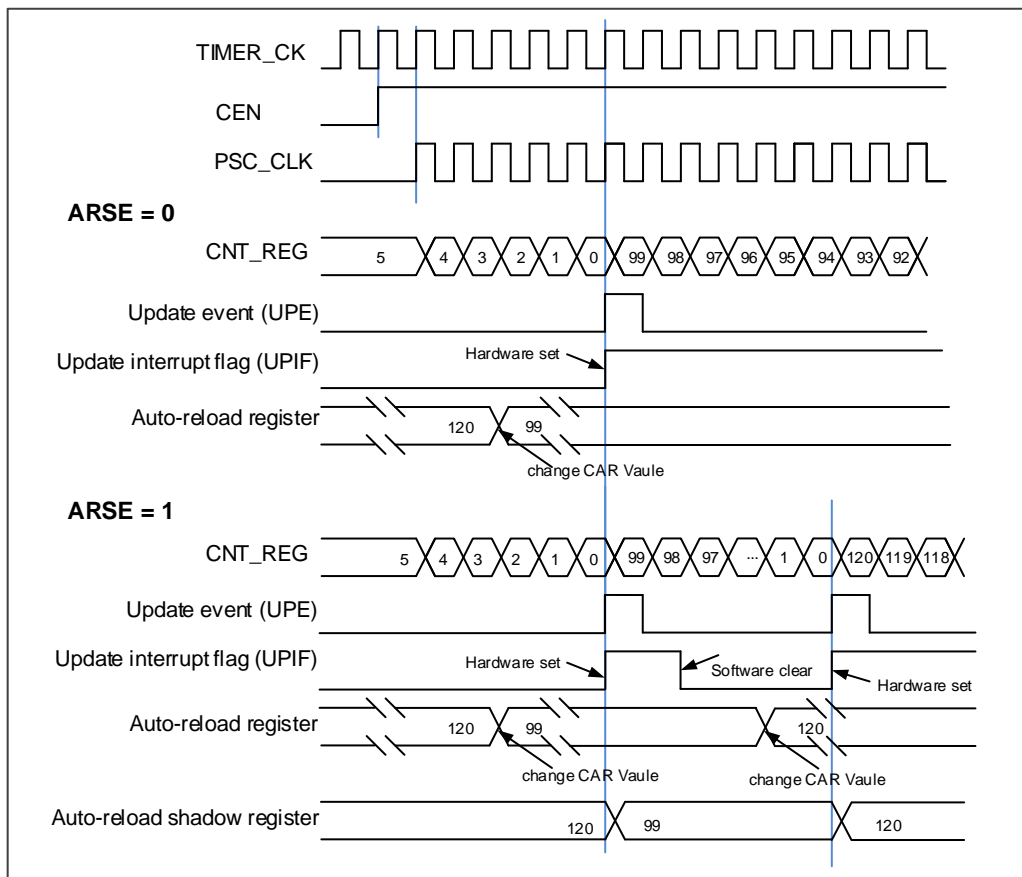 TIMER_CK
CEN
PSC_CLK
ARSE = 0
CNT_REG 5 4 3 2 1 0 99 98 97 96 95 94 93 92
Update event (UPE)
Update interrupt flag (UPIF) Hardware set
Auto-reload register 120 99
change CAR Vaule
ARSE = 1
CNT_REG 5 4 3 2 1 0 99 98 97 ... 1 0 120 119 118
Update event (UPE)
Update interrupt flag (UPIF) Hardware set Software clear Hardware set
Auto-reload register 120 99 120
change CAR Vaule change CAR Vaule
Auto-reload shadow register 120 99 120